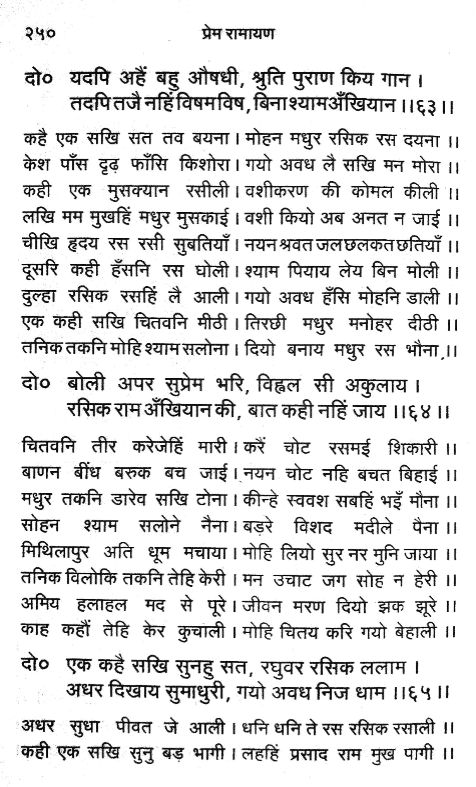 २५० प्रेम रामायण
दो० यदपि अहैं बहु औषधी, श्रुति पुराण किय गान ।
तदपि तजै नहिं विषम विष, बिना श्याम अँखियान ।।६३।।
कहै एक सखि सत तव बयना । मोहन मधुर रसिक रस दयना ।।
केश पाँस दृढ़ फाँसि किशोरा । गयो अवध लै सखि मन मोरा ।।
कही एक मुसक्यान रसीली । वशीकरण की कोमल कीली ।।
लखि मम मुखहिं मधुर मुसकाई । वशी कियो अब अनत न जाई ।।
चीखि हृदय रस रसी सुबतियाँ । नयन श्रवत जल छलकत छतियाँ ।।
दूसरि कही हँसनि रस घोली । श्याम पियाय लेय बिन मोली ।।
दुल्हा रसिक रसहिं लै आली । गयो अवध हँसि मोहनि डाली ।।
एक कही सखि चितवनि मीठी । तिरछी मधुर मनोहर दीठी ।।
तनिक तकनि मोहि श्याम सलोना । दियो बनाय मधुर रस भौना ।।
दो० बोली अपर सुप्रेम भरि, विह्वल सी अकुलाय ।
रसिक राम अँखियान की, बात कही नहिं जाय ।।६४।।
चितवनि तीर करेजेहिं मारी । करैं चोट रसमई शिकारी ।।
बाणन बींध बरुक बच जाई । नयन चोट नहि बचत बिहाई ।।
मधुर तकनि डारेव सखि टोना । कीन्हे स्ववश सबहिं भइँ मौना ।।
सोहन श्याम सलोने नैना । बड़रे विशद मदीले पैना ।।
मिथिलापुर अति धूम मचाया । मोहि लियो सुर नर मुनि जाया ।।
तनिक विलोकि तकनि तेहि केरी । मन उचाट जग सोह न हेरी ।।
अमिय हलाहल मद से पूरे । जीवन मरण दियो झक झूरे ।।
काह कहौं तेहि केर कुचाली । मोहि चितय करि गयो बेहाली ।।
दो० एक कहै सखि सुनहु सत, रघुवर रसिक ललाम ।
अधर दिखाय सुमाधुरी, गयो अवध निज धाम ।।६५।।
अधर सुधा पीवत जे आली । धनि धनि ते रस रसिक रसाली ।।
कही एक सखि सुनु बड़ भागी । लहहिं प्रसाद राम मुख पागी ।।